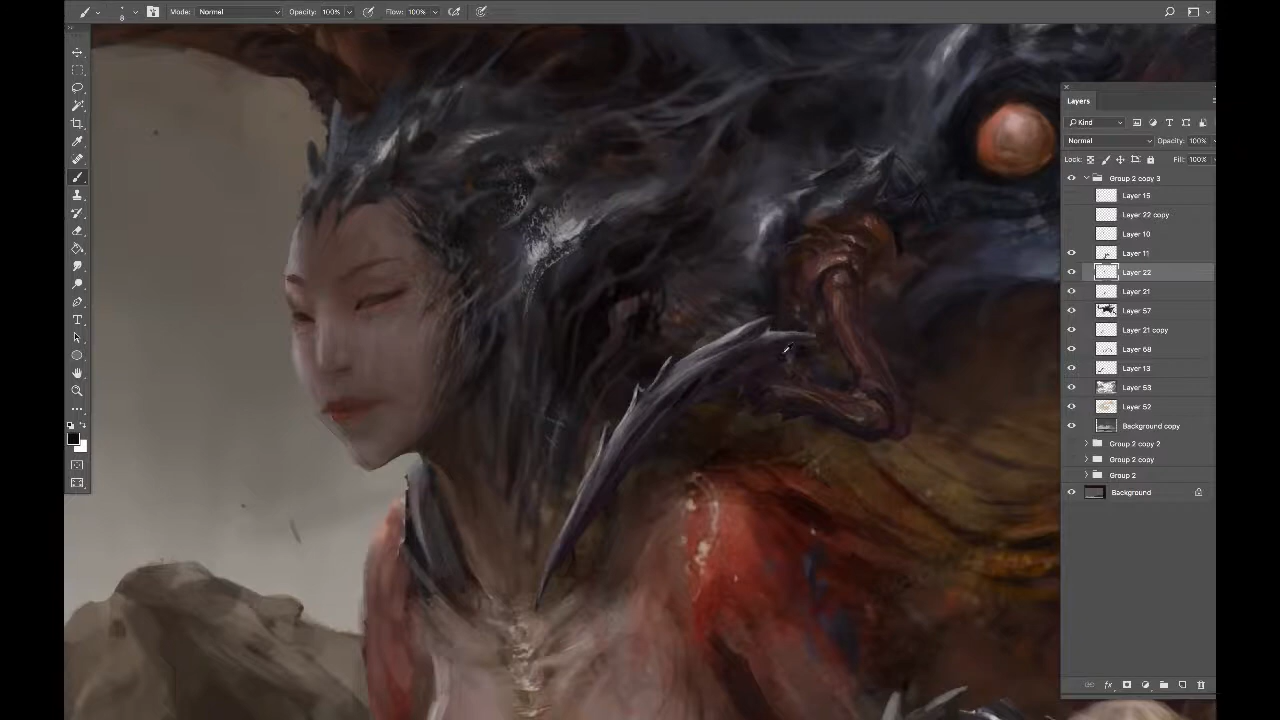 8 Mode: Normal Opacity: 100% Flow: 100%
Layers
Kind
Normal Opacity: 100%
Lock: Fill: 100%
Group 2 copy 3
Layer 15
Layer 22 copy
Layer 10
Layer 11
Layer 22
Layer 21
Layer 57
Layer 21 copy
Layer 68
Layer 13
Layer 53
Layer 52
Background copy
Group 2 copy 2
Group 2 copy
Group 2
Background